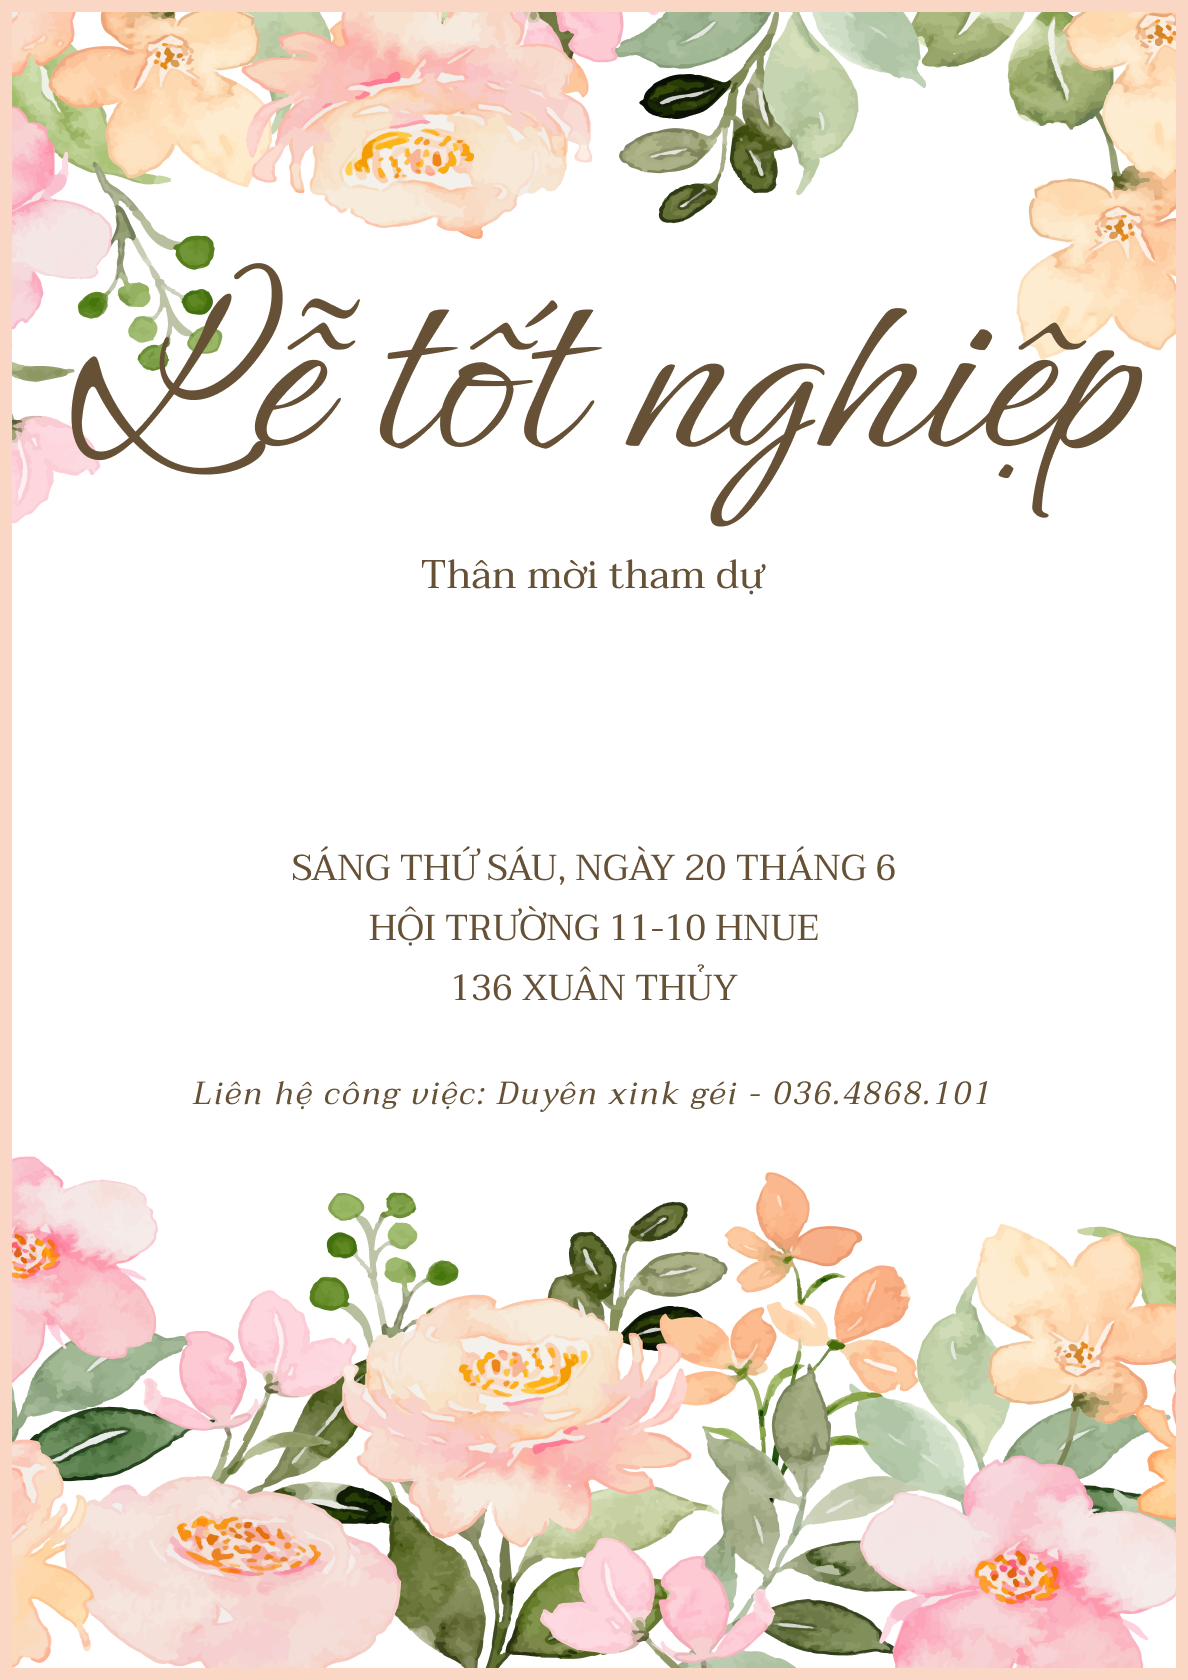 Lễ tốt nghiệp
Thân mời tham dự
SÁNG THỨ SÁU, NGÀY 20 THÁNG 6
HỘI TRƯỜNG 11-10 HNUE
136 XUÂN THỦY
Liên hệ công việc: Duyên xink géi - 036.4868.101